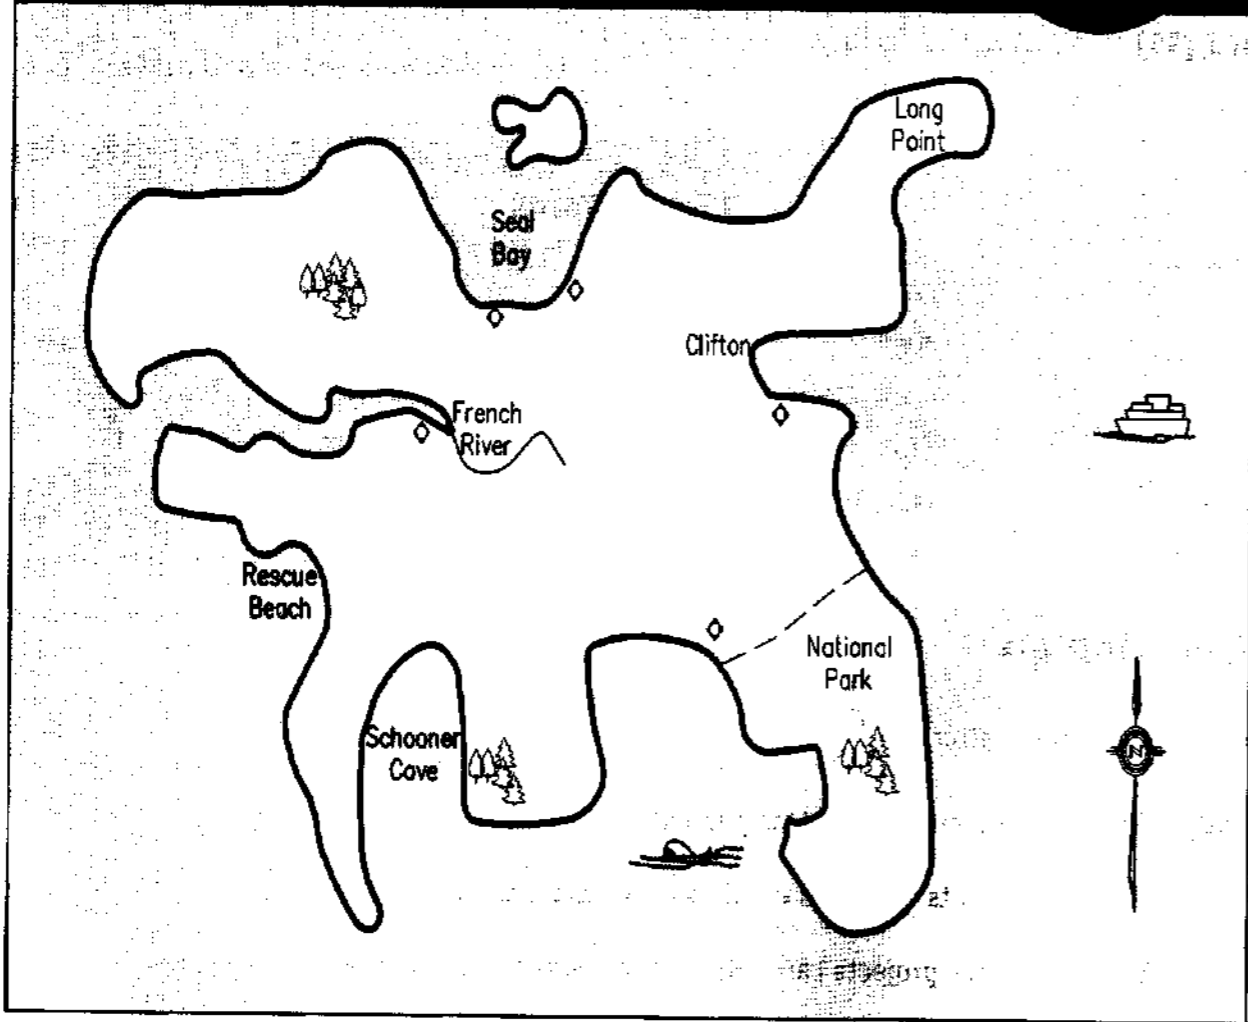 Long
Point
Seal
Bay
Clifton
French
River
Rescue
Beach
National
Park
Schooner
Cove
N